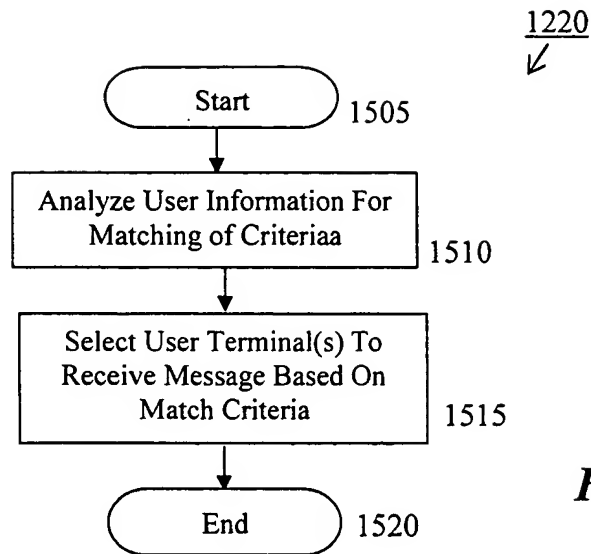 1220
Start
1505
Analyze User Information For
Matching of Criteriaa
1510
Select User Terminal(s) To
Receive Message Based On
Match Criteria
1515
End
1520